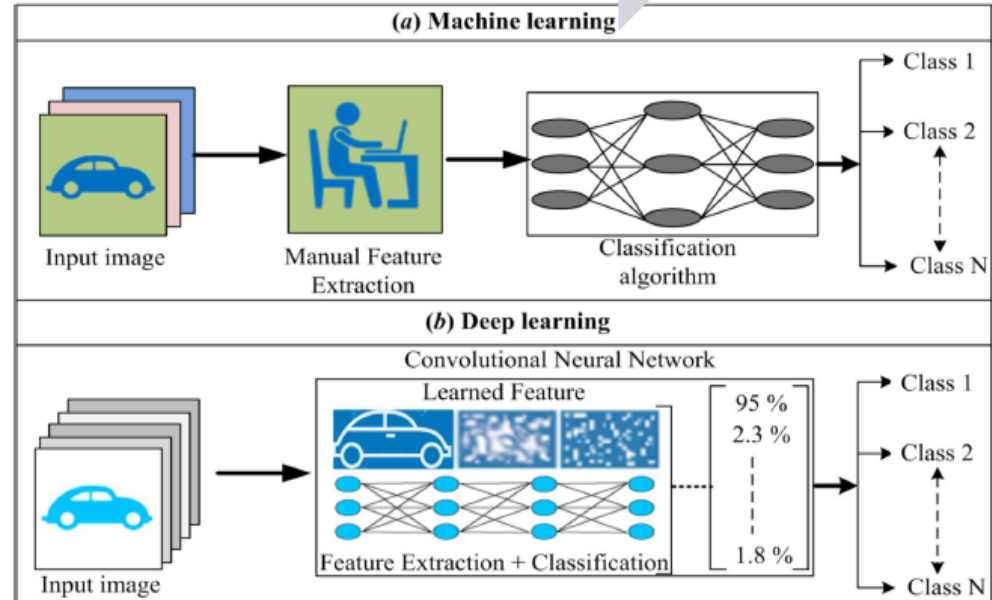 (a) Machine learning
Class 1
Class 2
Class N
Input image
Manual Feature
Extraction
Classification
algorithm
(b) Deep learning
Convolutional Neural Network
Learned Feature
95 %
2.3 %
1.8 %
Feature Extraction + Classification
Class 1
Class 2
Class N
Input image